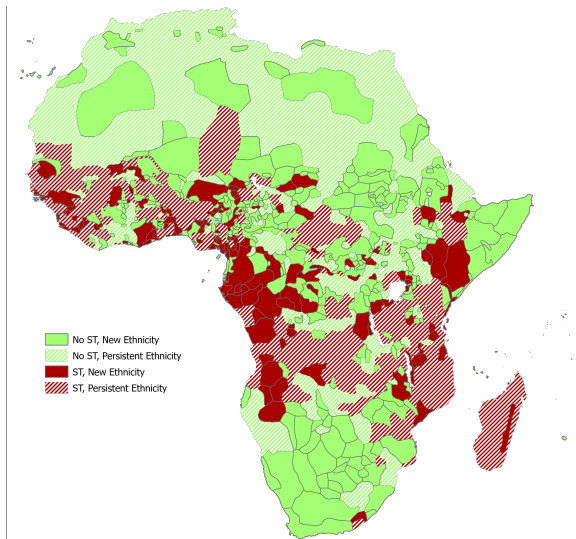 No ST, New Ethnicity
No ST, Persistent Ethnicity
ST, New Ethnicity
ST, Persistent Ethnicity